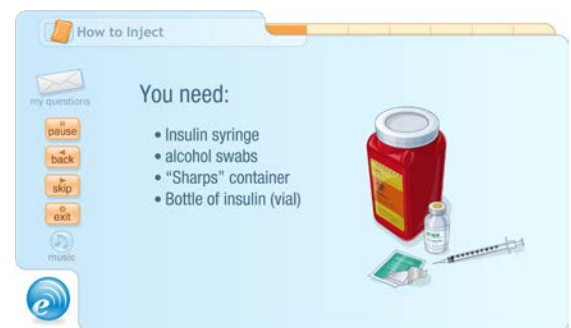 How to Inject
my questions
pause
back
skip
exit
music
You need:
• Insulin syringe
• alcohol swabs
• “Sharps” container
• Bottle of insulin (vial)
e